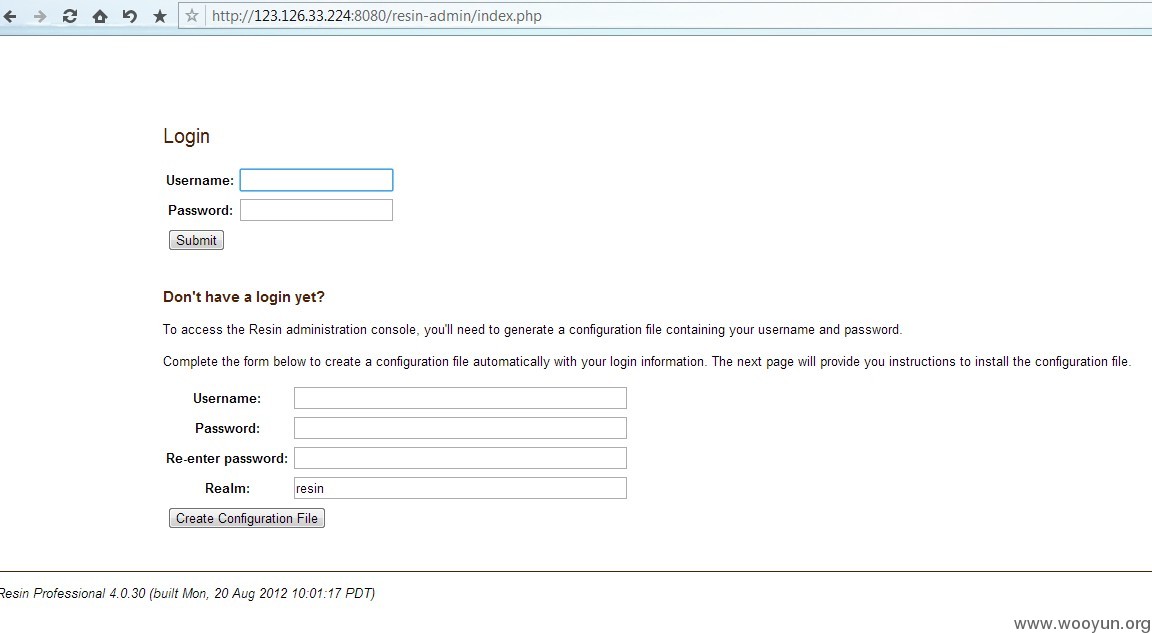 http://123.126.33.224:8080/resin-admin/index.php
Login
Username:
Password:
Submit
Don't have a login yet?
To access the Resin administration console, you'll need to generate a configuration file containing your username and password.
Complete the form below to create a configuration file automatically with your login information. The next page will provide you instructions to install the configuration file.
Username:
Password:
Re-enter password:
Realm: resin
Create Configuration File
Resin Professional 4.0.30 (built Mon, 20 Aug 2012 10:01:17 PDT)
www.wooyun.org